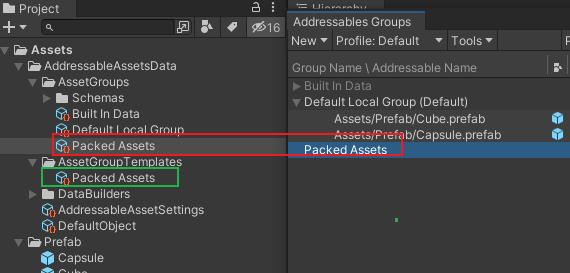 Project
16
Assets
AddressableAssetsData
AssetGroups
Schemas
Built In Data
Default Local Group
Packed Assets
AssetGroupTemplates
Packed Assets
DataBuilders
AddressableAssetSettings
DefaultObject
Prefab
Capsule
Cube
Hierarchy
Addressables Groups
New Profile: Default Tools
Group Name \ Addressable Name
Built In Data
Default Local Group (Default)
Assets/Prefab/Cube.prefab
Assets/Prefab/Capsule.prefab
Packed Assets